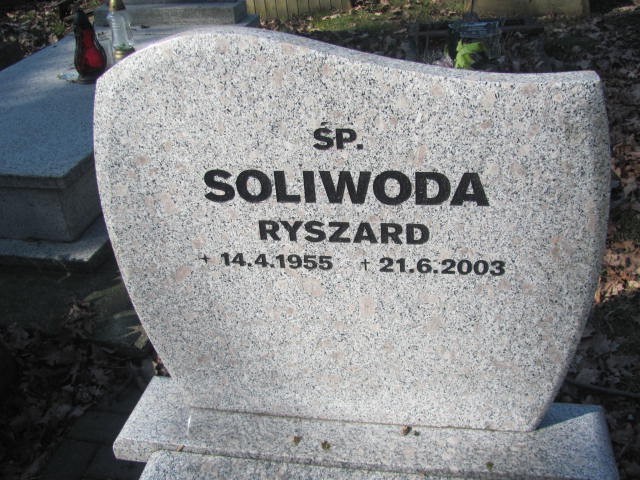 ŚP.
SOLIWODA
RYSZARD
+ 14.4.1955 † 21.6.2003